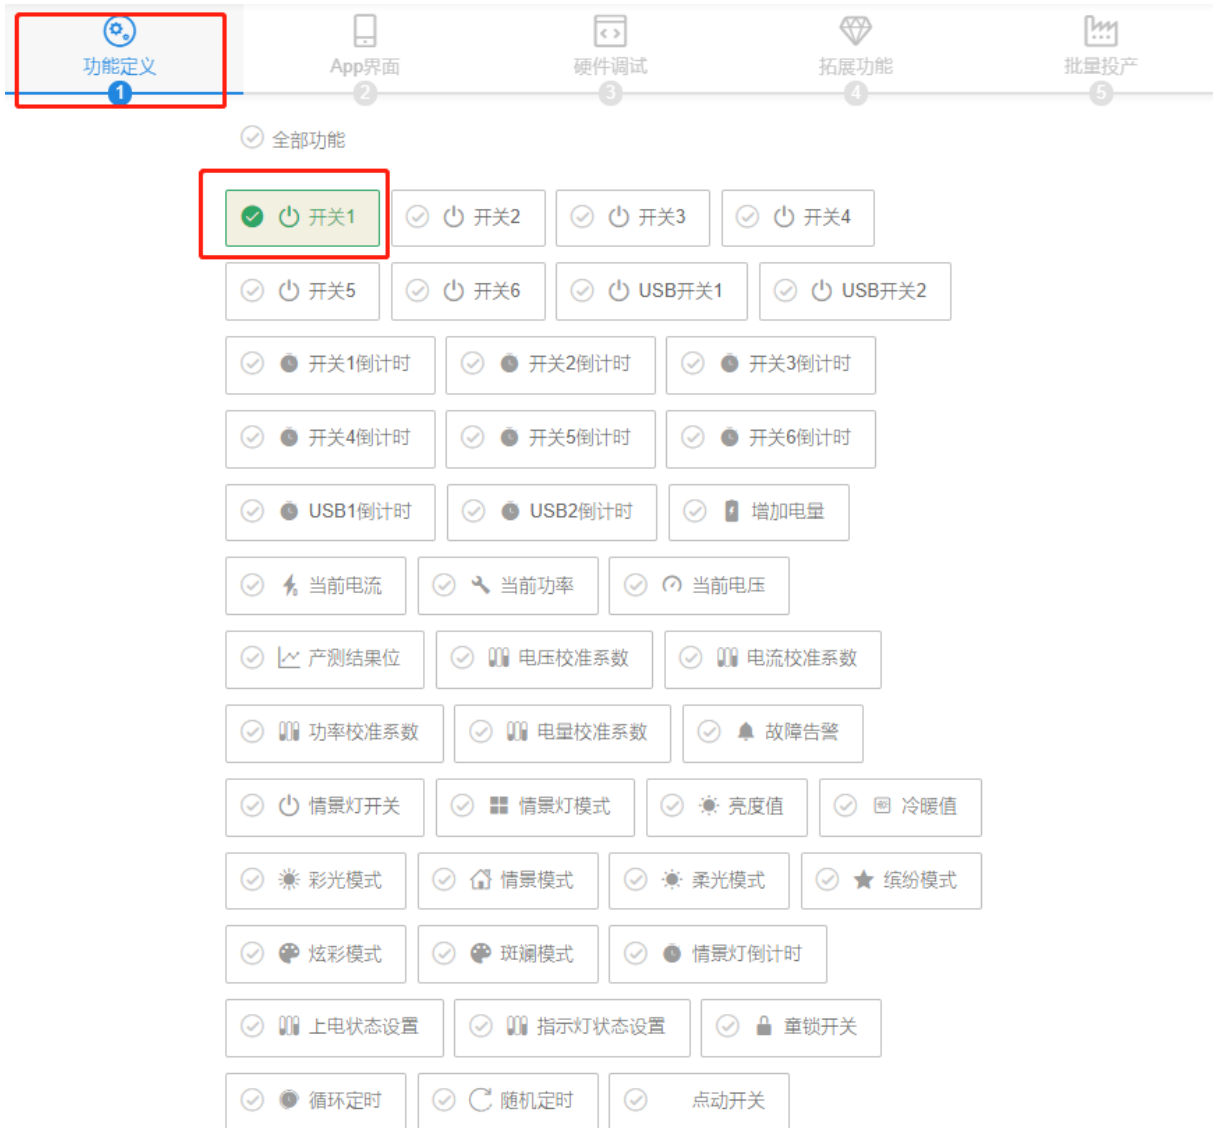 功能定义 App界面 硬件调试 拓展功能 批量投产
1 2 3 4 5
全部功能
开关1 开关2 开关3 开关4
开关5 开关6 USB开关1 USB开关2
开关1倒计时 开关2倒计时 开关3倒计时
开关4倒计时 开关5倒计时 开关6倒计时
USB1倒计时 USB2倒计时 增加电量
当前电流 当前功率 当前电压
产测结果位 电压校准系数 电流校准系数
功率校准系数 电量校准系数 故障告警
情景灯开关 情景灯模式 亮度值 冷暖值
彩光模式 情景模式 柔光模式 缤纷模式
炫彩模式 斑斓模式 情景灯倒计时
上电状态设置 指示灯状态设置 童锁开关
循环定时 随机定时 点动开关